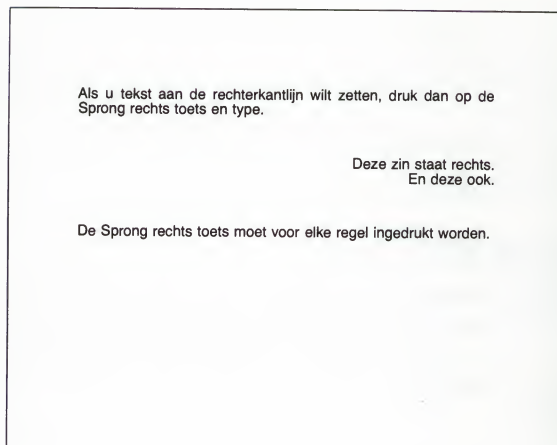 Als u tekst aan de rechterkantlijn wilt zetten, druk dan op de
Sprong rechts toets en type.
Deze zin staat rechts.
En deze ook.
De Sprong rechts toets moet voor elke regel ingedrukt worden.